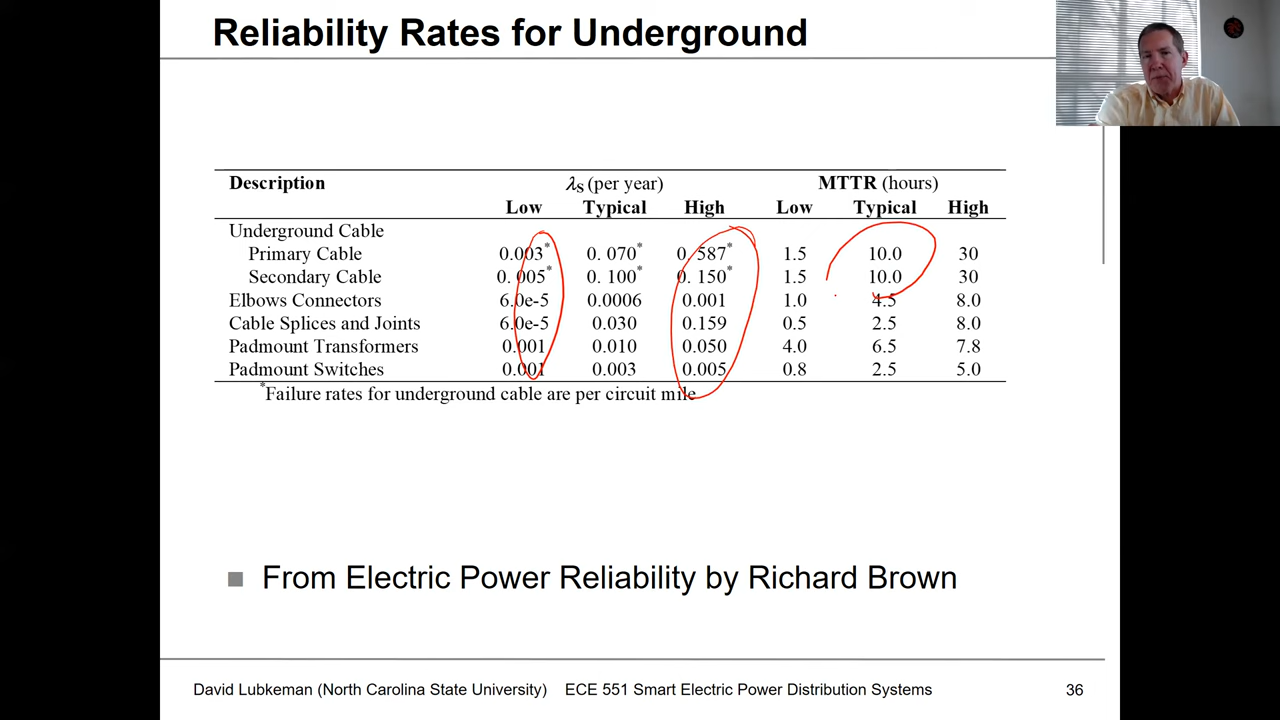 Reliability Rates for Underground
Description λS (per year) MTTR (hours)
Low Typical High Low Typical High
Underground Cable
Primary Cable 0.003* 0. 070* 0. 587* 1.5 10.0 30
Secondary Cable 0. 005* 0. 100* 0. 150* 1.5 10.0 30
Elbows Connectors 6.0e-5 0.0006 0.001 1.0 4.5 8.0
Cable Splices and Joints 6.0e-5 0.030 0.159 0.5 2.5 8.0
Padmount Transformers 0.001 0.010 0.050 4.0 6.5 7.8
Padmount Switches 0.001 0.003 0.005 0.8 2.5 5.0
*Failure rates for underground cable are per circuit mile
From Electric Power Reliability by Richard Brown
David Lubkeman (North Carolina State University) ECE 551 Smart Electric Power Distribution Systems 36